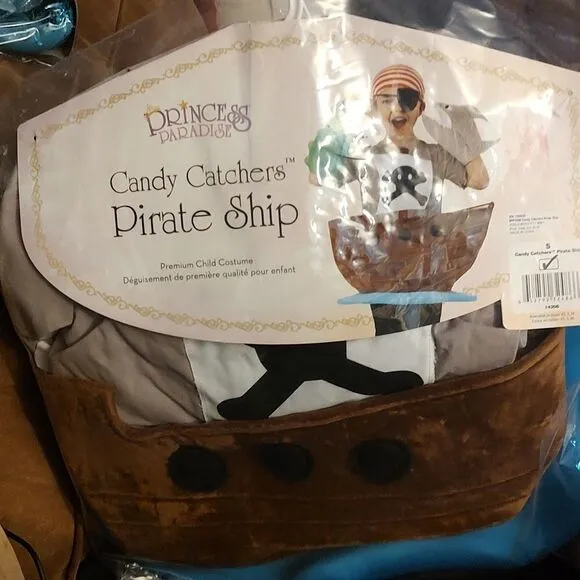 PRINCESS
PARADISE
Candy Catchers™
Pirate Ship
Premium Child Costume
Déguisement de première qualité pour enfant
S
Candy Catchers™ Pirate Ship